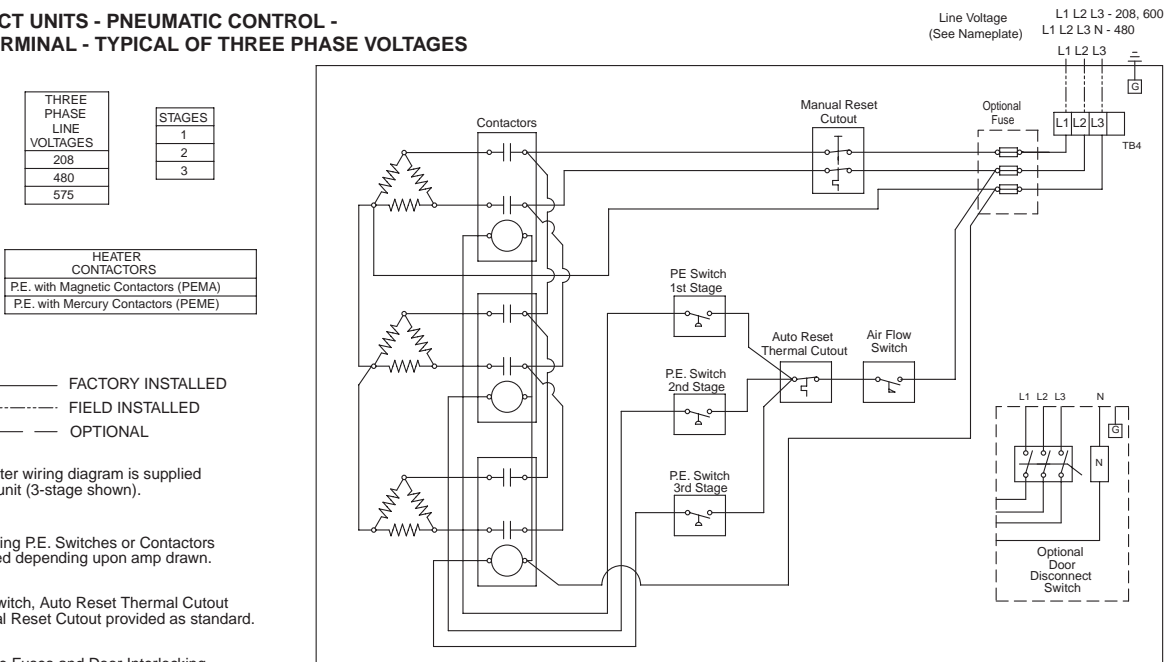 CT UNITS - PNEUMATIC CONTROL -
RMINAL - TYPICAL OF THREE PHASE VOLTAGES
Line Voltage
(See Nameplate)
L1 L2 L3 - 208, 600
L1 L2 L3 N - 480
L1 L2 L3
G
L1 L2 L3
TB4
THREE
PHASE
LINE
VOLTAGES
208
480
575
STAGES
1
2
3
HEATER
CONTACTORS
P.E. with Magnetic Contactors (PEMA)
P.E. with Mercury Contactors (PEME)
FACTORY INSTALLED
FIELD INSTALLED
OPTIONAL
ter wiring diagram is supplied
unit (3-stage shown).
ing P.E. Switches or Contactors
ed depending upon amp drawn.
witch, Auto Reset Thermal Cutout
al Reset Cutout provided as standard.
Contactors
Manual Reset
Cutout
Optional
Fuse
PE Switch
1st Stage
P.E. Switch
2nd Stage
P.E. Switch
3rd Stage
Auto Reset
Thermal Cutout
Air Flow
Switch
L1 L2 L3 N
G
N
Optional
Door
Disconnect
Switch
Fuses and Door Interlocking